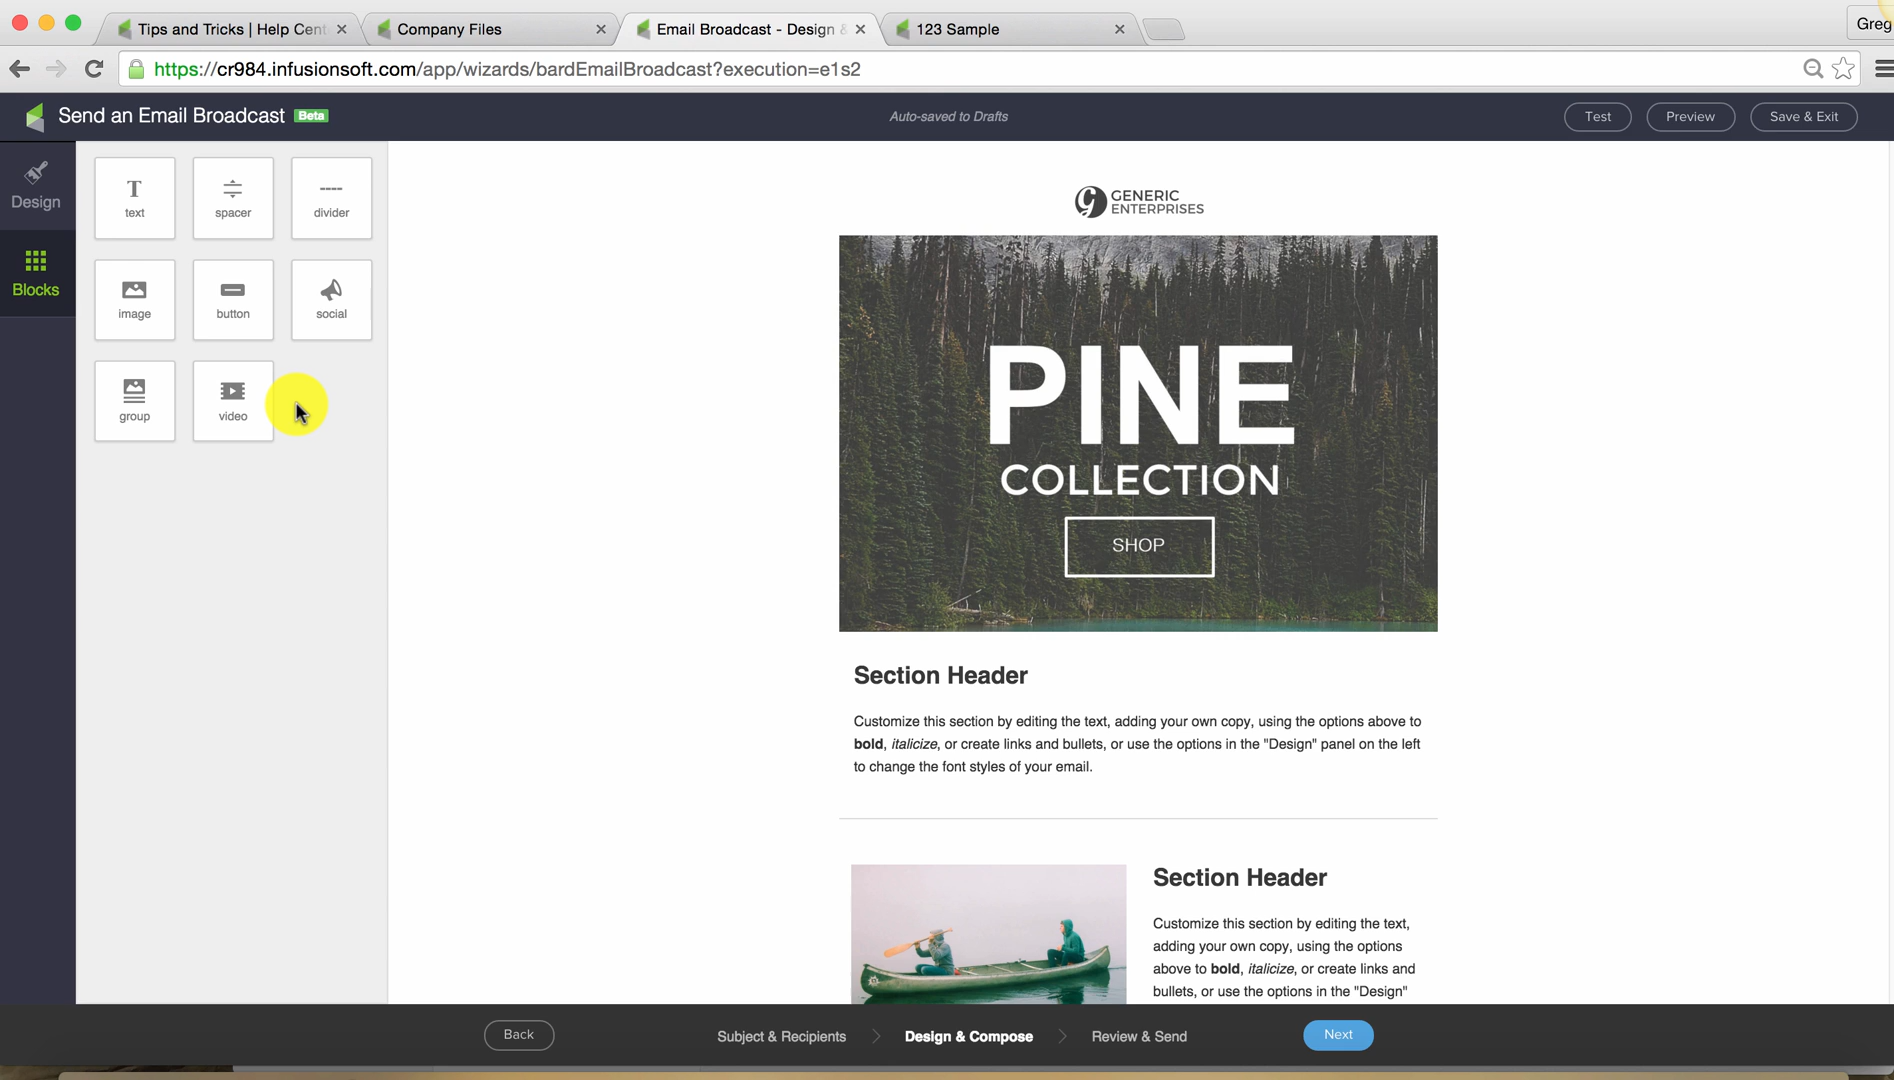 Tips and Tricks | Help Cent
Company Files
Email Broadcast - Design &
123 Sample
Greg
https://cr984.infusionsoft.com/app/wizards/bardEmailBroadcast?execution=e1s2
Send an Email Broadcast Beta
Auto-saved to Drafts
Test
Preview
Save & Exit
Design
Blocks
text
spacer
divider
image
button
social
group
video
GENERIC
ENTERPRISES
PINE
COLLECTION
SHOP
Section Header
Customize this section by editing the text, adding your own copy, using the options above to
bold, italicize, or create links and bullets, or use the options in the "Design" panel on the left
to change the font styles of your email.
Section Header
Customize this section by editing the text,
adding your own copy, using the options
above to bold, italicize, or create links and
bullets, or use the options in the "Design"
Back
Subject & Recipients
Design & Compose
Review & Send
Next